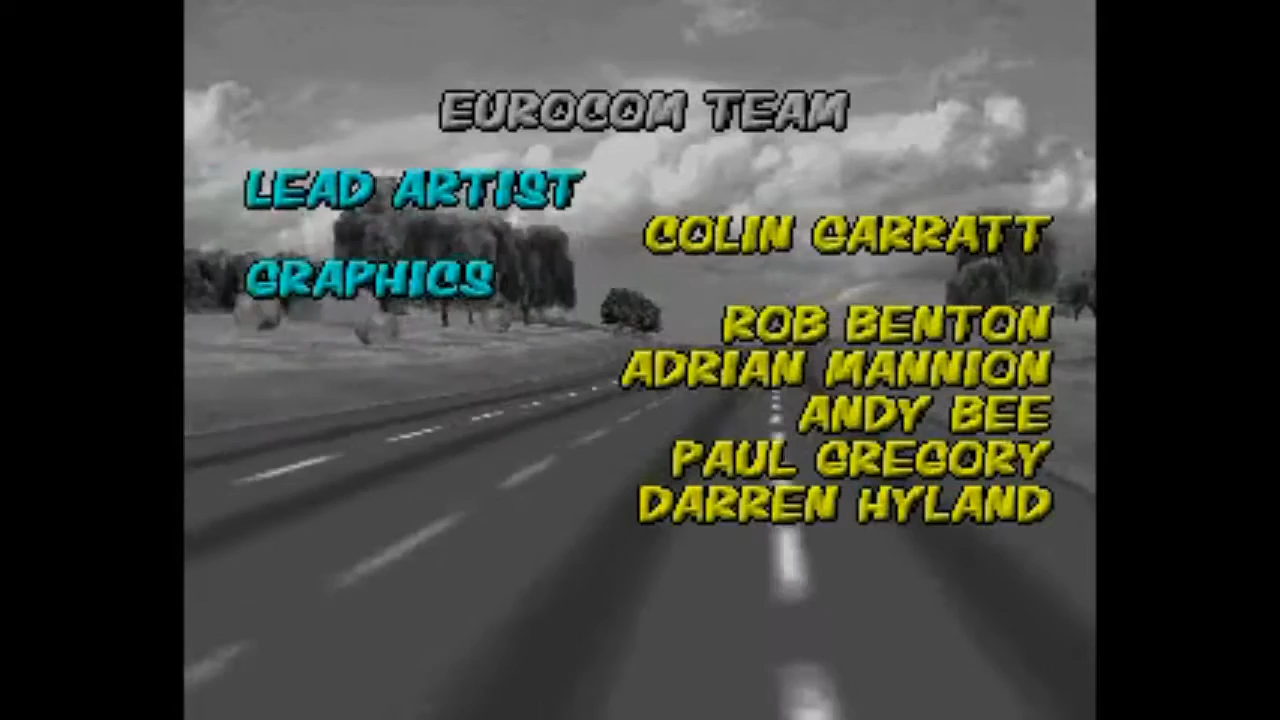 EUROCOM TEAM
LEAD ARTIST
COLIN GARRATT
GRAPHICS
ROB BENTON
ADRIAN MANNION
ANDY BEE
PAUL GREGORY
DARREN HYLAND